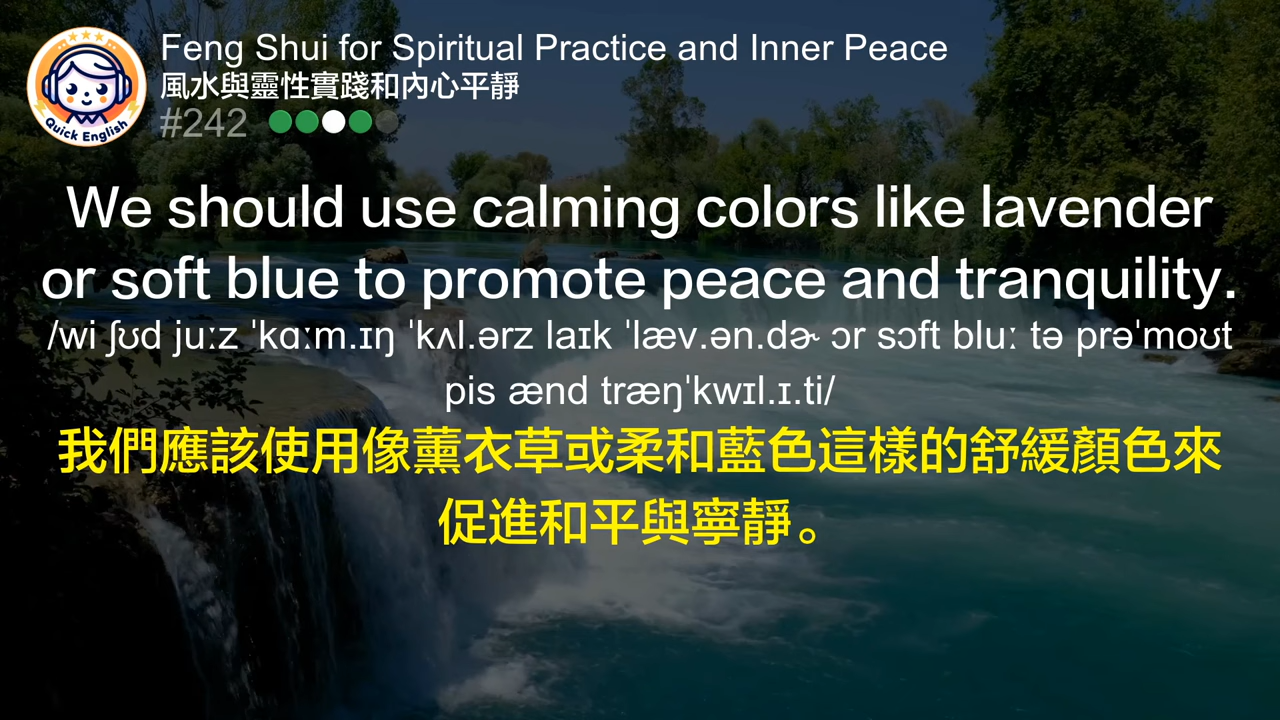 Quick English
Feng Shui for Spiritual Practice and Inner Peace
風水與靈性實踐和內心平靜
#242
We should use calming colors like lavender
or soft blue to promote peace and tranquility.
/wi ʃʊd juːz ˈkɑːm.ɪŋ ˈkʌl.ərz laɪk ˈlæv.ən.dɚ ɔr sɔft bluː tə prəˈmoʊt
pis ænd træŋˈkwɪl.ɪ.ti/
我們應該使用像薰衣草或柔和藍色這樣的舒緩顏色來
促進和平與寧靜。